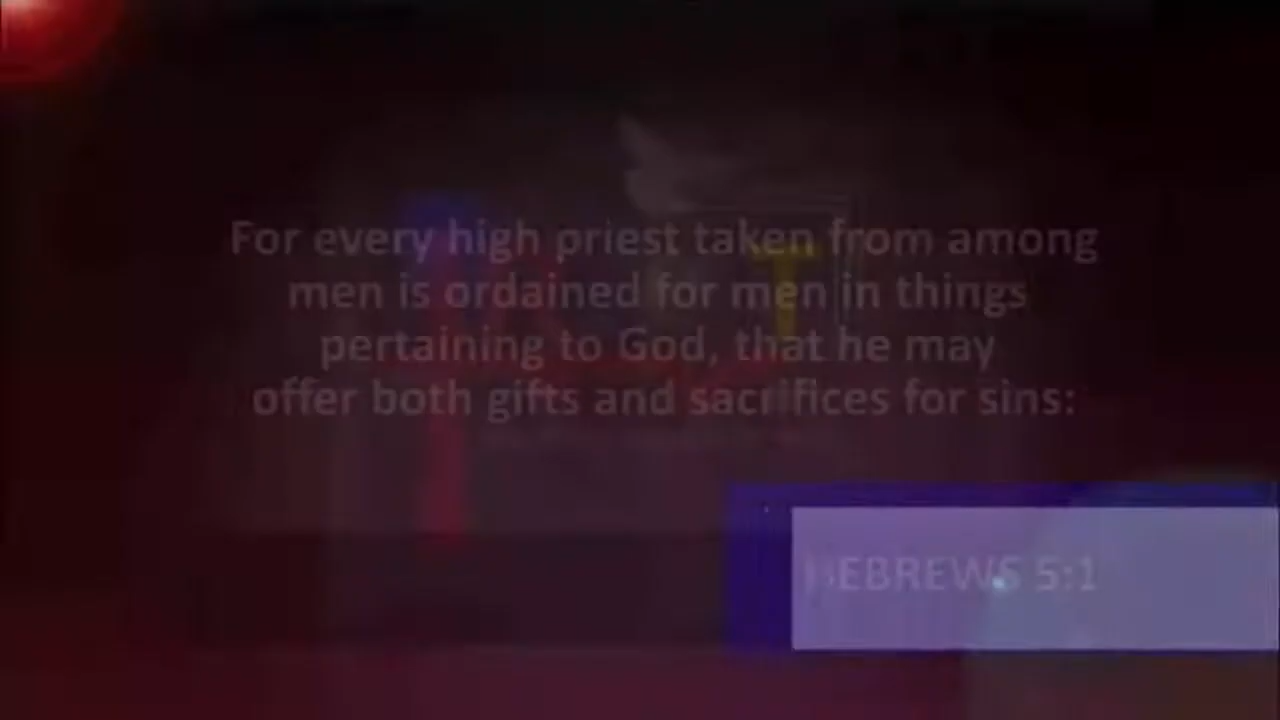 For every high priest taken from among
men is ordained for men in things
pertaining to God, that he may
offer both gifts and sacrifices for sins:
HEBREWS 5:1